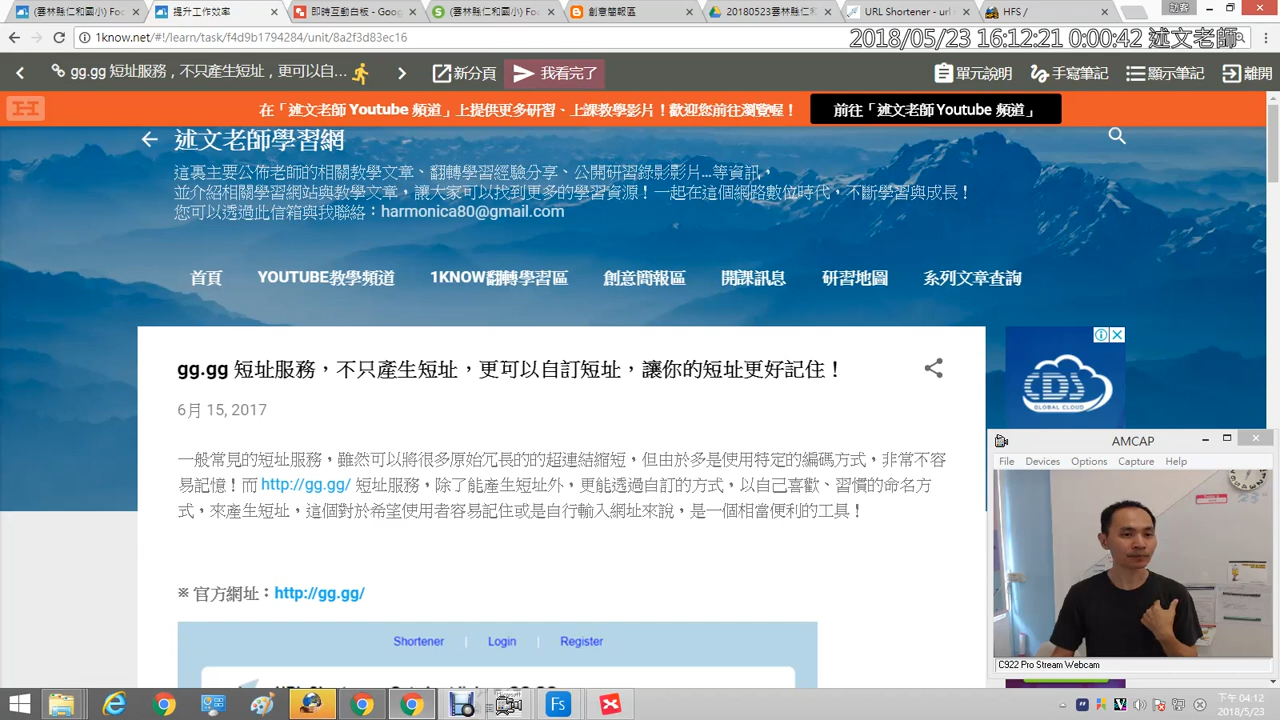 (雲林縣仁和國小) Fo
提升工作效率
即時互動白板 - Goo
(雲林縣仁和國小) Foc
創意簡報區
20180523雲林縣仁和
URL Shortener - url s
HFS /
1know.net/#!/learn/task/f4d9b1794284/unit/8a2f3d83ec16
2018/05/23 16:12:21 0:00:42 述文老師
gg.gg 短址服務，不只產生短址，更可以自...
新分頁
我看完了
單元說明
手寫筆記
顯示筆記
離開
在「述文老師 Youtube 頻道」上提供更多研習、上課教學影片！歡迎您前往瀏覽喔！
前往「述文老師 Youtube 頻道」
述文老師學習網
這裏主要公佈老師的相關教學文章、翻轉學習經驗分享、公開研習錄影影片...等資訊，
並介紹相關學習網站與教學文章，讓大家可以找到更多的學習資源！一起在這個網路數位時代，不斷學習與成長！
您可以透過此信箱與我聯絡：harmonica80@gmail.com
首頁
YOUTUBE教學頻道
1KNOW翻轉學習區
創意簡報區
開課訊息
研習地圖
系列文章查詢
gg.gg 短址服務，不只產生短址，更可以自訂短址，讓你的短址更好記住！
6月 15, 2017
一般常見的短址服務，雖然可以將很多原始冗長的的超連結縮短，但由於多是使用特定的編碼方式，非常不容
易記憶！而 http://gg.gg/ 短址服務，除了能產生短址外，更能透過自訂的方式，以自己喜歡、習慣的命名方
式，來產生短址，這個對於希望使用者容易記住或是自行輸入網址來說，是一個相當便利的工具！
※ 官方網址：http://gg.gg/
Shortener | Login | Register
GLOBAL CLOUD
AMCAP
File Devices Options Capture Help
C922 Pro Stream Webcam
下午 04:12
2018/5/23